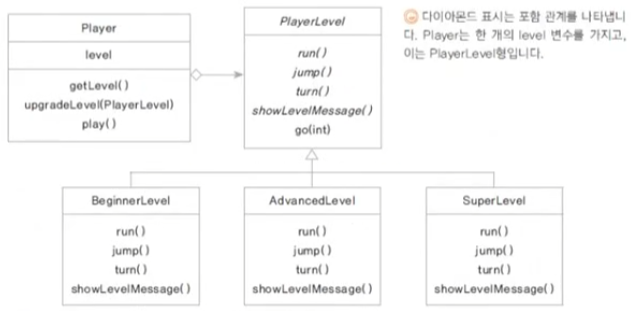 Player
level
getLevel()
upgradeLevel(PlayerLevel)
play()
PlayerLevel
run()
jump()
turn()
showLevelMessage()
go(int)
다이아몬드 표시는 포함 관계를 나타냅니
다. Player는 한 개의 level 변수를 가지고,
이는 PlayerLevel형입니다.
BeginnerLevel
run()
jump()
turn()
showLevelMessage()
AdvancedLevel
run()
jump()
turn()
showLevelMessage()
SuperLevel
run()
jump()
turn()
showLevelMessage()